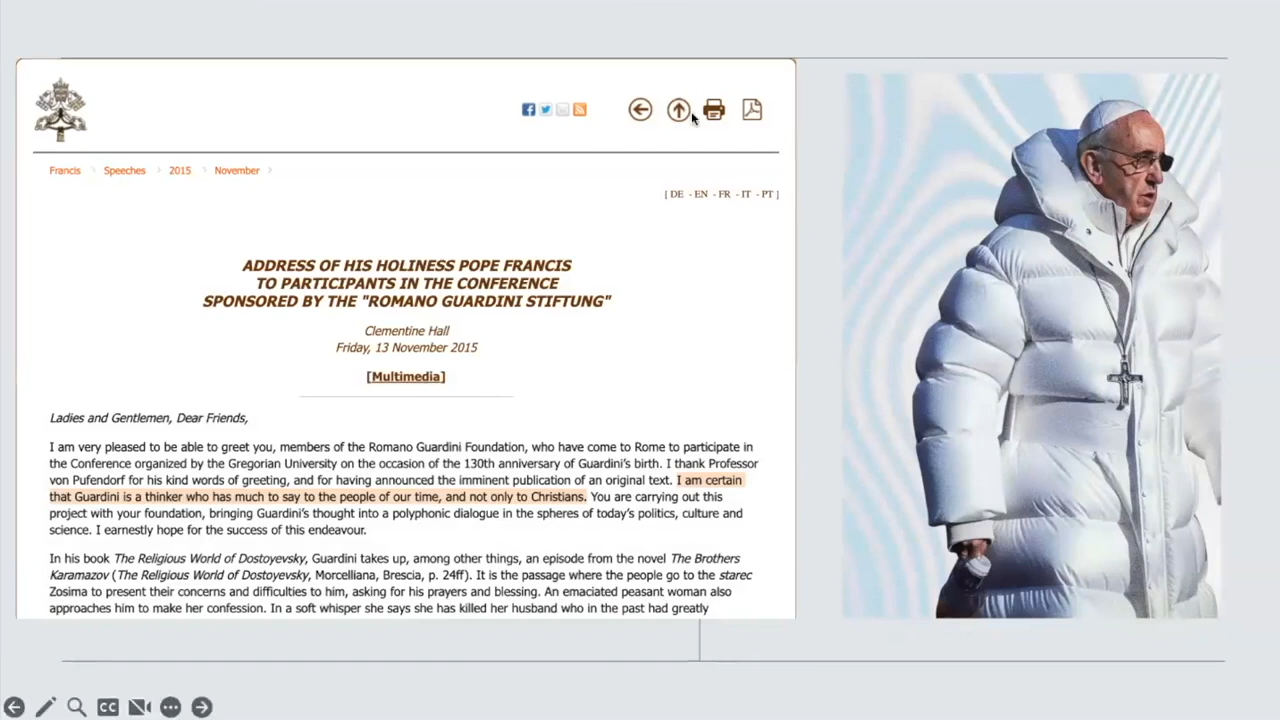 Francis > Speeches > 2015 > November >
[ DE - EN - FR - IT - PT ]
ADDRESS OF HIS HOLINESS POPE FRANCIS
TO PARTICIPANTS IN THE CONFERENCE
SPONSORED BY THE "ROMANO GUARDINI STIFTUNG"
Clementine Hall
Friday, 13 November 2015
[Multimedia]
Ladies and Gentlemen, Dear Friends,
I am very pleased to be able to greet you, members of the Romano Guardini Foundation, who have come to Rome to participate in
the Conference organized by the Gregorian University on the occasion of the 130th anniversary of Guardini's birth. I thank Professor
von Pufendorf for his kind words of greeting, and for having announced the imminent publication of an original text. I am certain
that Guardini is a thinker who has much to say to the people of our time, and not only to Christians. You are carrying out this
project with your foundation, bringing Guardini's thought into a polyphonic dialogue in the spheres of today's politics, culture and
science. I earnestly hope for the success of this endeavour.
In his book The Religious World of Dostoyevsky, Guardini takes up, among other things, an episode from the novel The Brothers
Karamazov (The Religious World of Dostoyevsky, Morcelliana, Brescia, p. 24ff). It is the passage where the people go to the starec
Zosima to present their concerns and difficulties to him, asking for his prayers and blessing. An emaciated peasant woman also
approaches him to make her confession. In a soft whisper she says she has killed her husband who in the past had greatly
CC